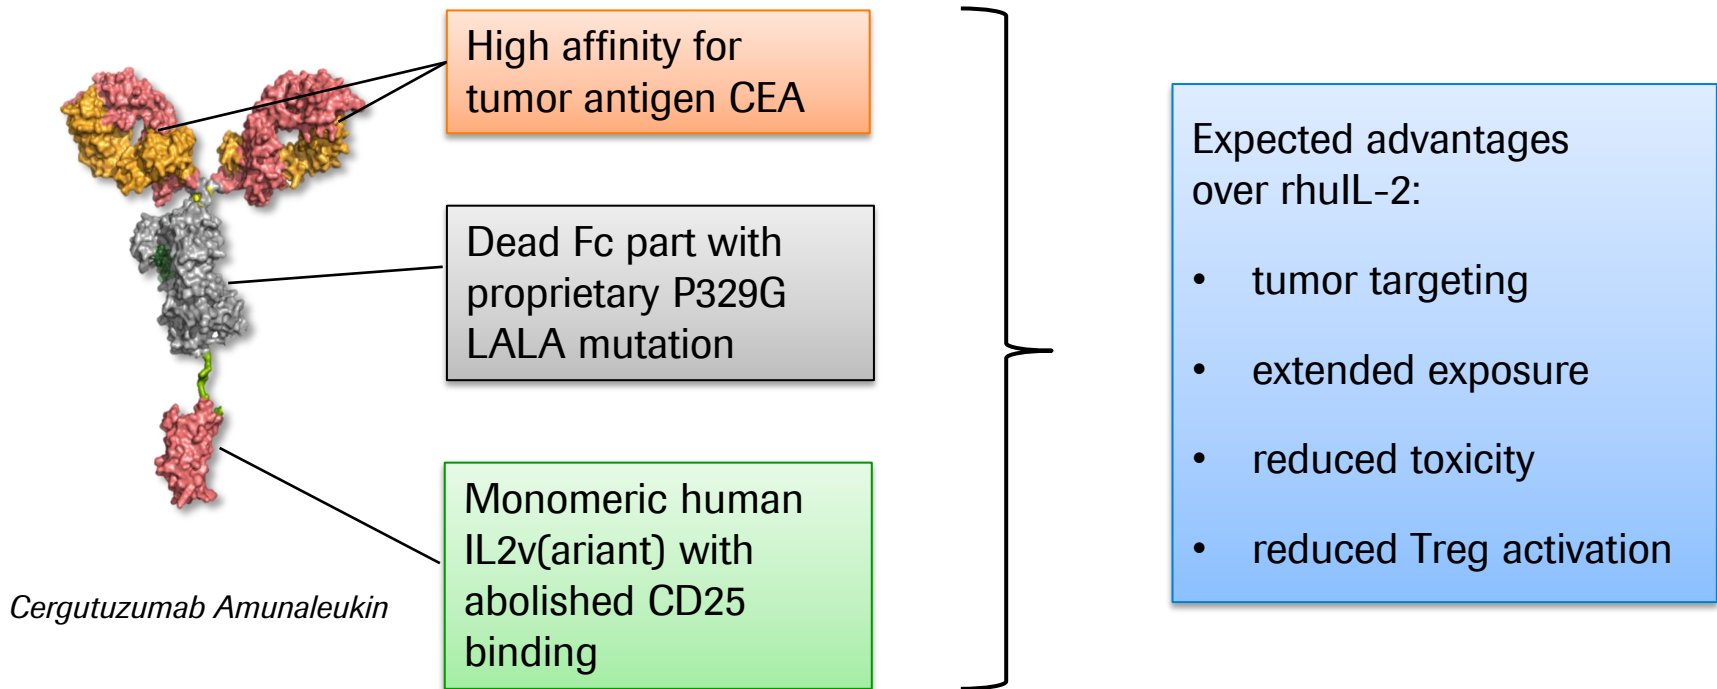 High affinity for
tumor antigen CEA
Dead Fc part with
proprietary P329G
LALA mutation
Monomeric human
IL2v(ariant) with
abolished CD25
binding
Cergutuzumab Amunaleukin
Expected advantages
over rhuIL-2:
• tumor targeting
• extended exposure
• reduced toxicity
• reduced Treg activation